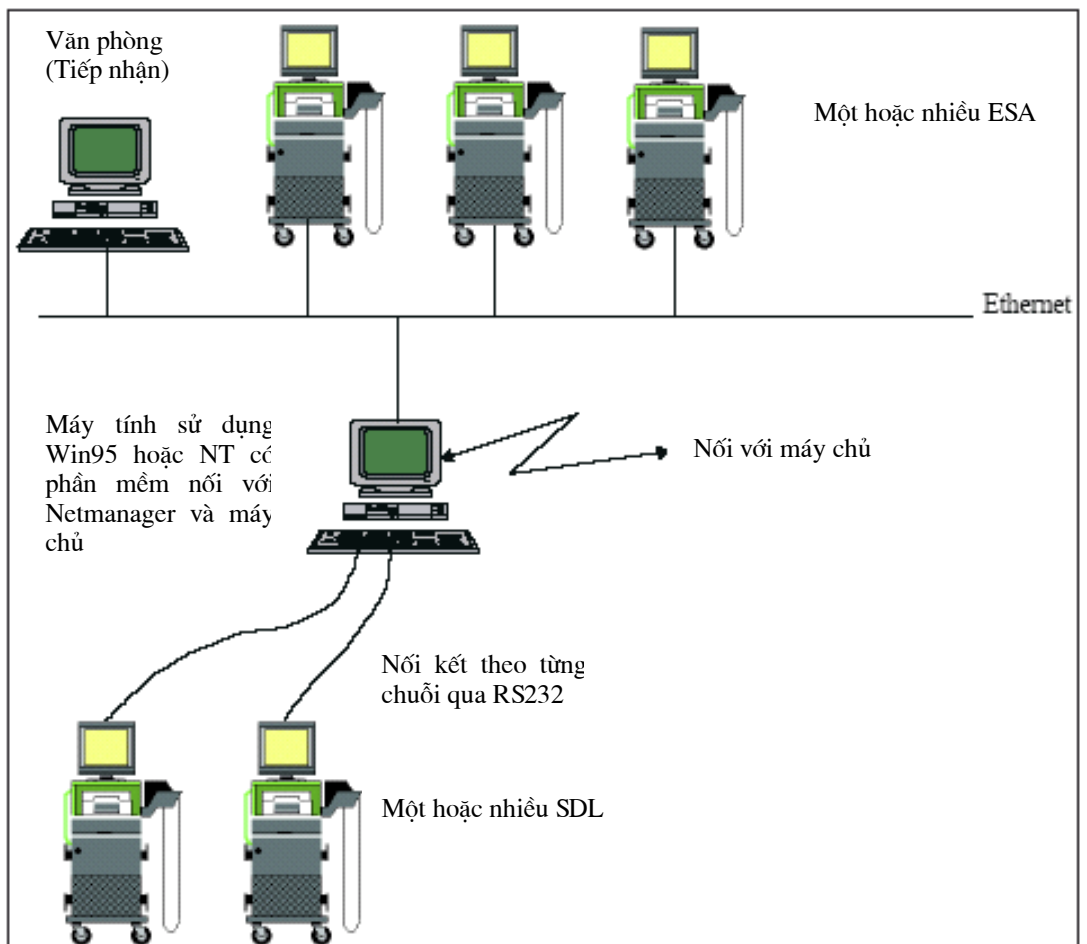 Văn phòng
(Tiếp nhận)
Một hoặc nhiều ESA
Ethernet
Máy tính sử dụng
Win95 hoặc NT có
phần mềm nối với
Netmanager và máy
chủ
Nối với máy chủ
Nối kết theo từng
chuỗi qua RS232
Một hoặc nhiều SDL